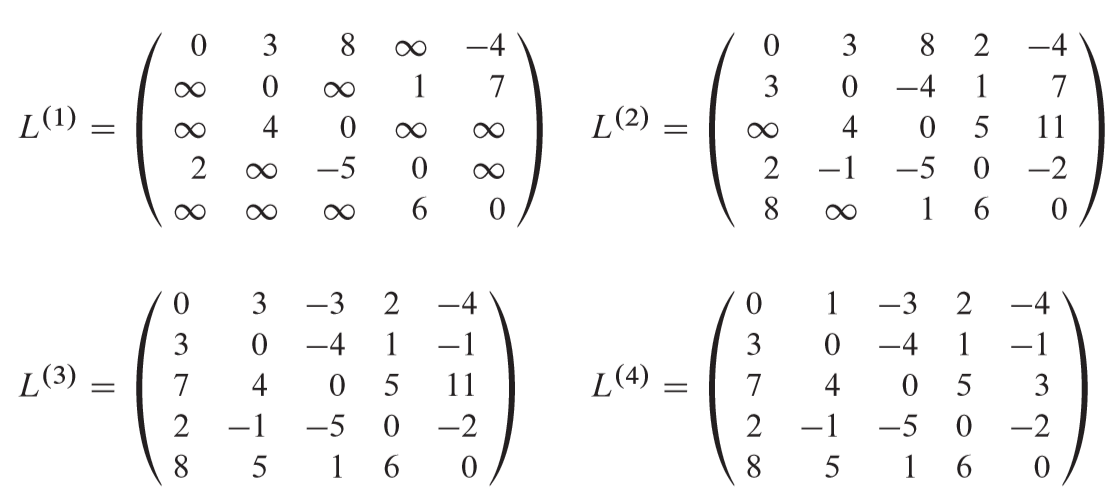 L(1) = ( 0 3 8 ∞ −4
∞ 0 ∞ 1 7
∞ 4 0 ∞ ∞
2 ∞ −5 0 ∞
∞ ∞ ∞ 6 0 )
L(2) = ( 0 3 8 2 −4
3 0 −4 1 7
∞ 4 0 5 11
2 −1 −5 0 −2
8 ∞ 1 6 0 )
L(3) = ( 0 3 −3 2 −4
3 0 −4 1 −1
7 4 0 5 11
2 −1 −5 0 −2
8 5 1 6 0 )
L(4) = ( 0 1 −3 2 −4
3 0 −4 1 −1
7 4 0 5 3
2 −1 −5 0 −2
8 5 1 6 0 )